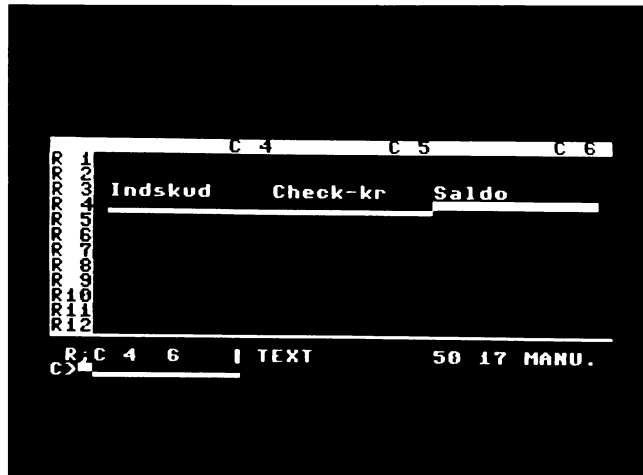 C 4 C 5 C 6
R 1
R 2
R 3 Indskud Check-kr Saldo
R 4
R 5
R 6
R 7
R 8
R 9
R10
R11
R12
R;C 4 6 TEXT 50 17 MANU.
C>